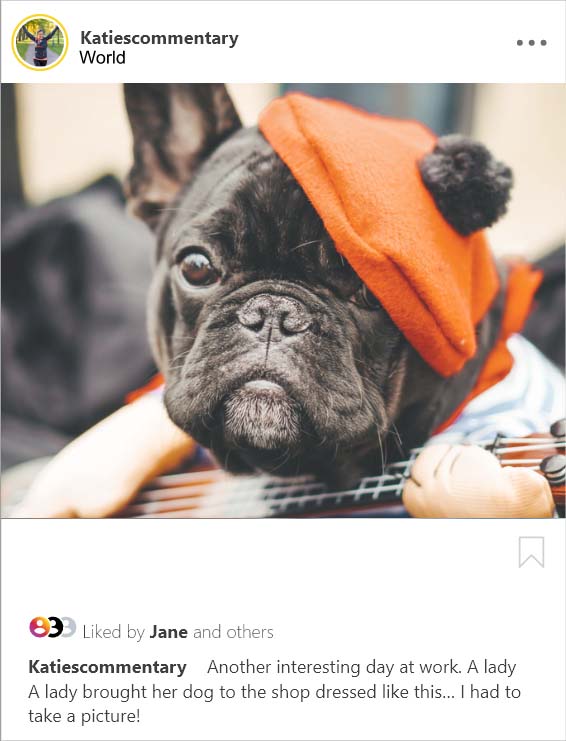 Katiescommentary
World
Liked by Jane and others
Katiescommentary Another interesting day at work. A lady
A lady brought her dog to the shop dressed like this... I had to
take a picture!